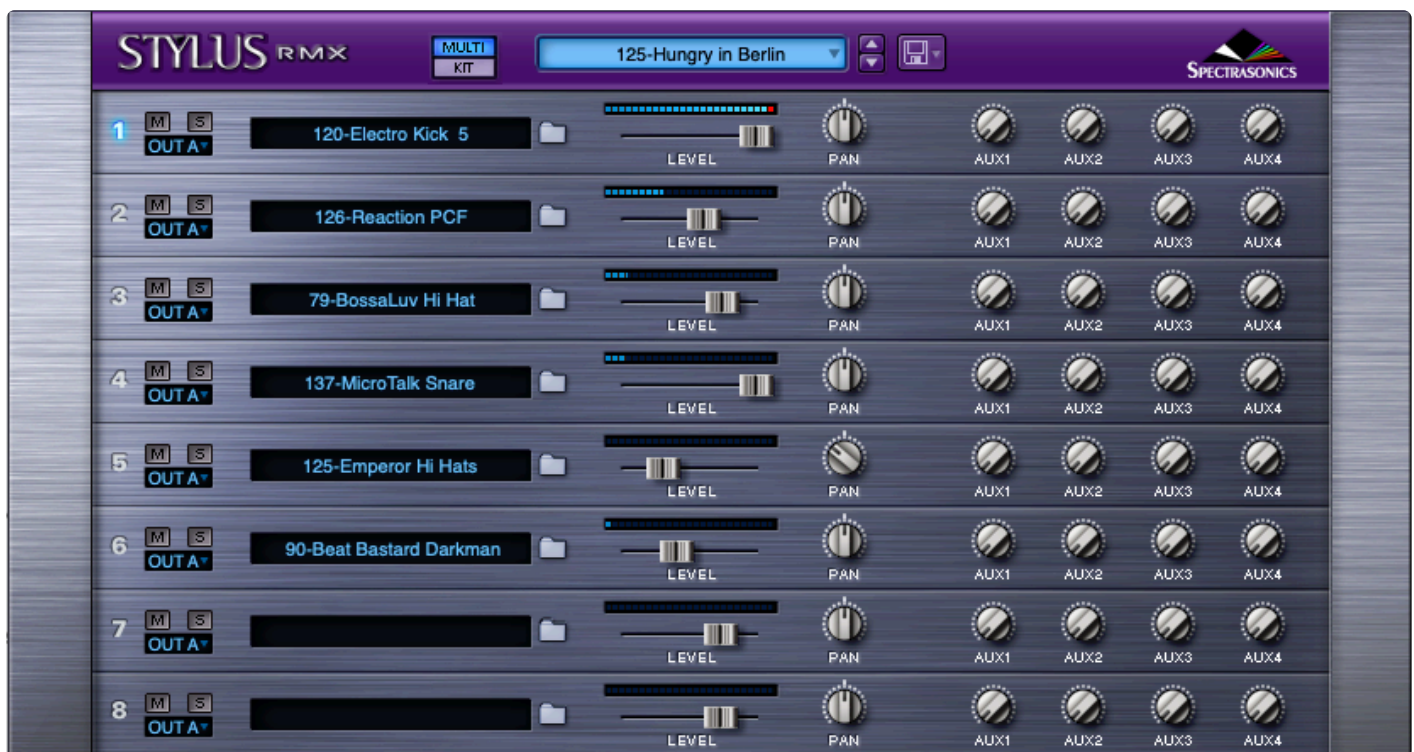 STYLUS RMX
MULTI
KIT
125-Hungry in Berlin
SPECTRASONICS
1 M S 120-Electro Kick 5
OUT A
LEVEL PAN AUX1 AUX2 AUX3 AUX4
2 M S 126-Reaction PCF
OUT A
LEVEL PAN AUX1 AUX2 AUX3 AUX4
3 M S 79-BossaLuv Hi Hat
OUT A
LEVEL PAN AUX1 AUX2 AUX3 AUX4
4 M S 137-MicroTalk Snare
OUT A
LEVEL PAN AUX1 AUX2 AUX3 AUX4
5 M S 125-Emperor Hi Hats
OUT A
LEVEL PAN AUX1 AUX2 AUX3 AUX4
6 M S 90-Beat Bastard Darkman
OUT A
LEVEL PAN AUX1 AUX2 AUX3 AUX4
7 M S
OUT A
LEVEL PAN AUX1 AUX2 AUX3 AUX4
8 M S
OUT A
LEVEL PAN AUX1 AUX2 AUX3 AUX4